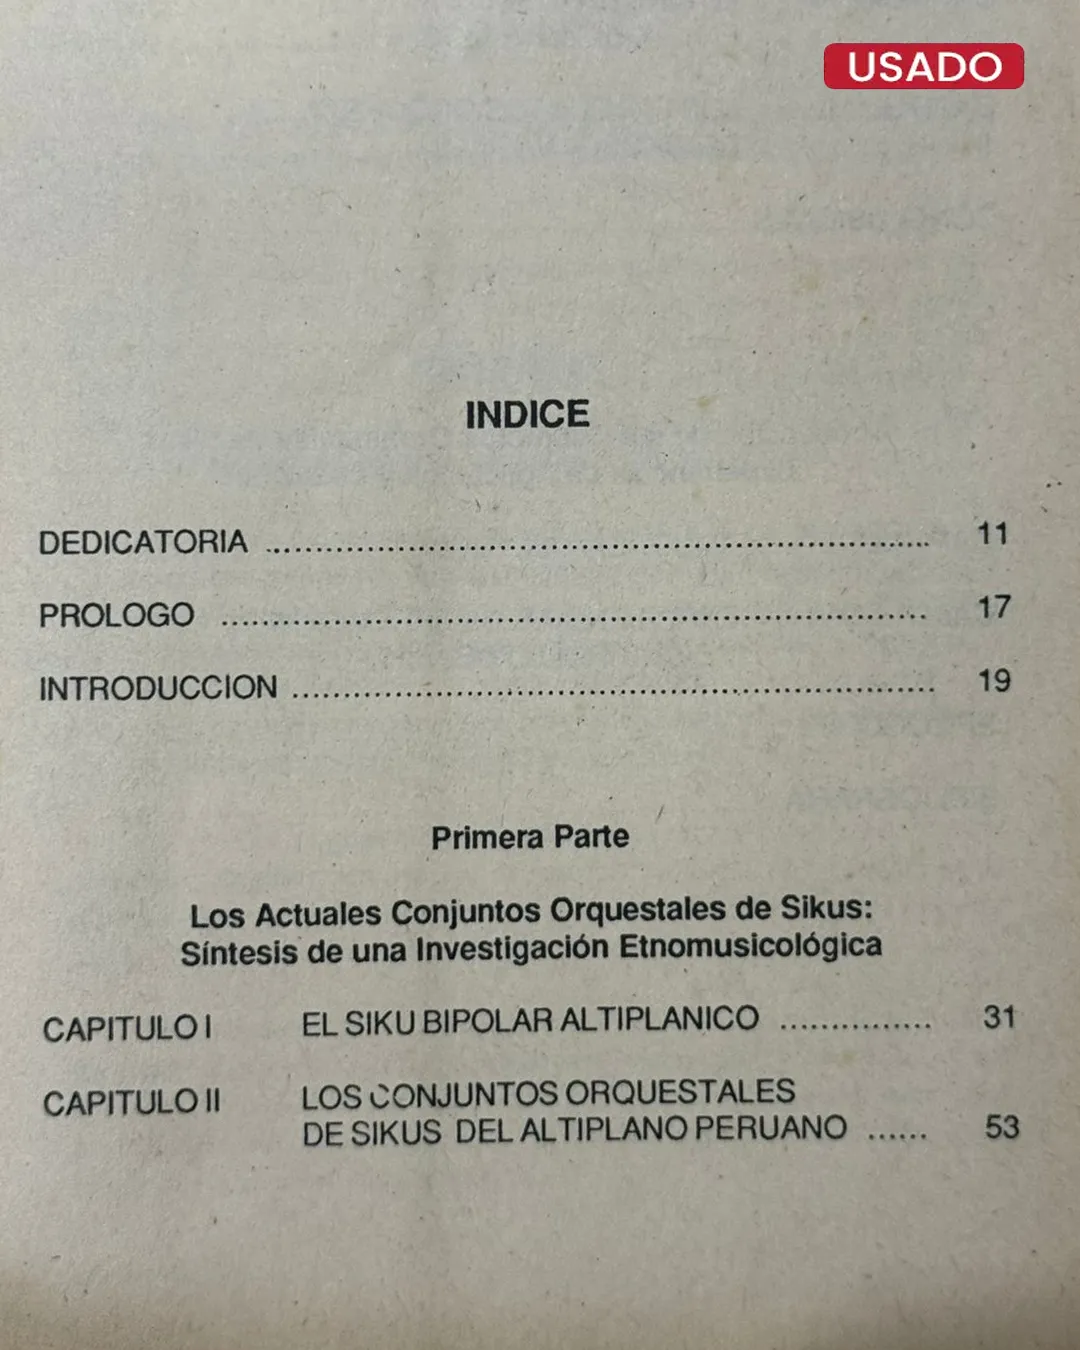 USADO
INDICE
DEDICATORIA ........................................................................ 11
PROLOGO ........................................................................ 17
INTRODUCCION ........................................................................ 19
Primera Parte
Los Actuales Conjuntos Orquestales de Sikus:
Síntesis de una Investigación Etnomusicológica
CAPITULO I EL SIKU BIPOLAR ALTIPLANICO ............... 31
CAPITULO II LOS CONJUNTOS ORQUESTALES
DE SIKUS DEL ALTIPLANO PERUANO ...... 53